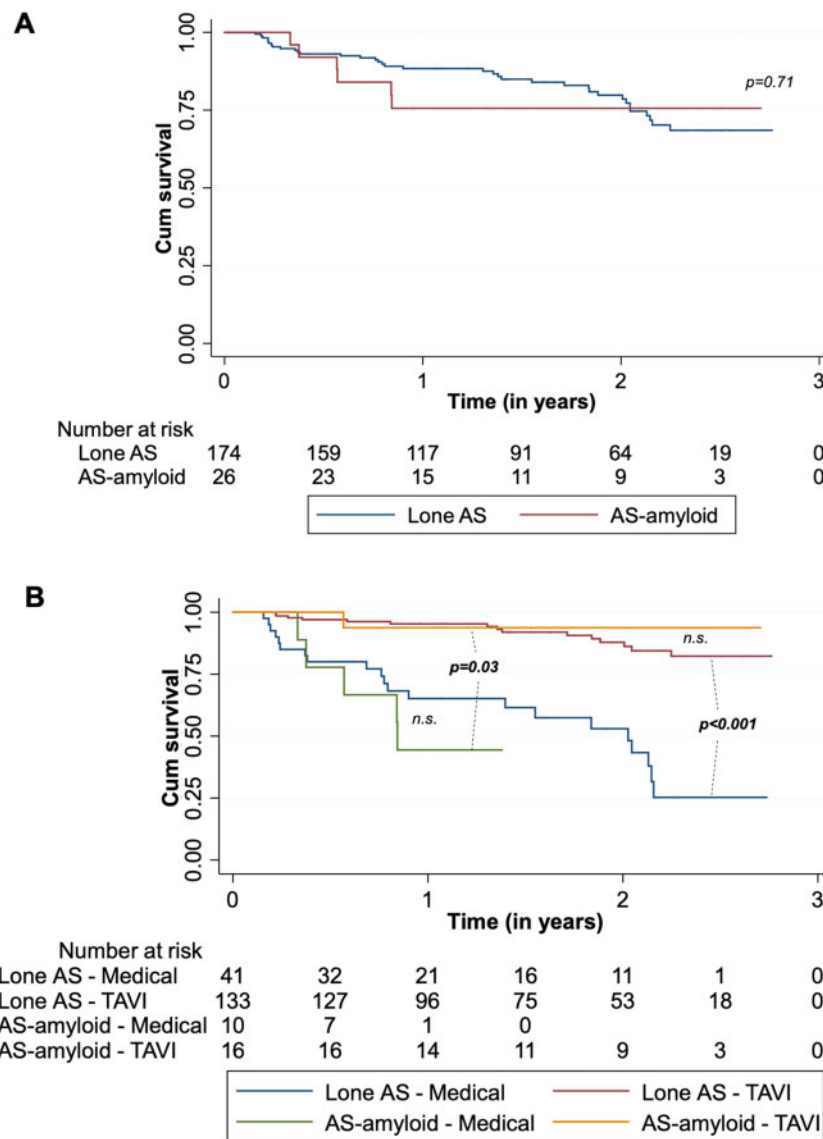 A
1.00
0.75
0.50
0.25
0.00
Cum survival
p=0.71
0 1 2 3
Time (in years)
Number at risk
Lone AS 174 159 117 91 64 19 0
AS-amyloid 26 23 15 11 9 3 0
Lone AS AS-amyloid
B
1.00
0.75
0.50
0.25
0.00
Cum survival
n.s.
p=0.03
n.s.
p<0.001
0 1 2 3
Time (in years)
Number at risk
Lone AS - Medical 41 32 21 16 11 1 0
Lone AS - TAVI 133 127 96 75 53 18 0
AS-amyloid - Medical 10 7 1 0
AS-amyloid - TAVI 16 16 14 11 9 3 0
Lone AS - Medical Lone AS - TAVI
AS-amyloid - Medical AS-amyloid - TAVI